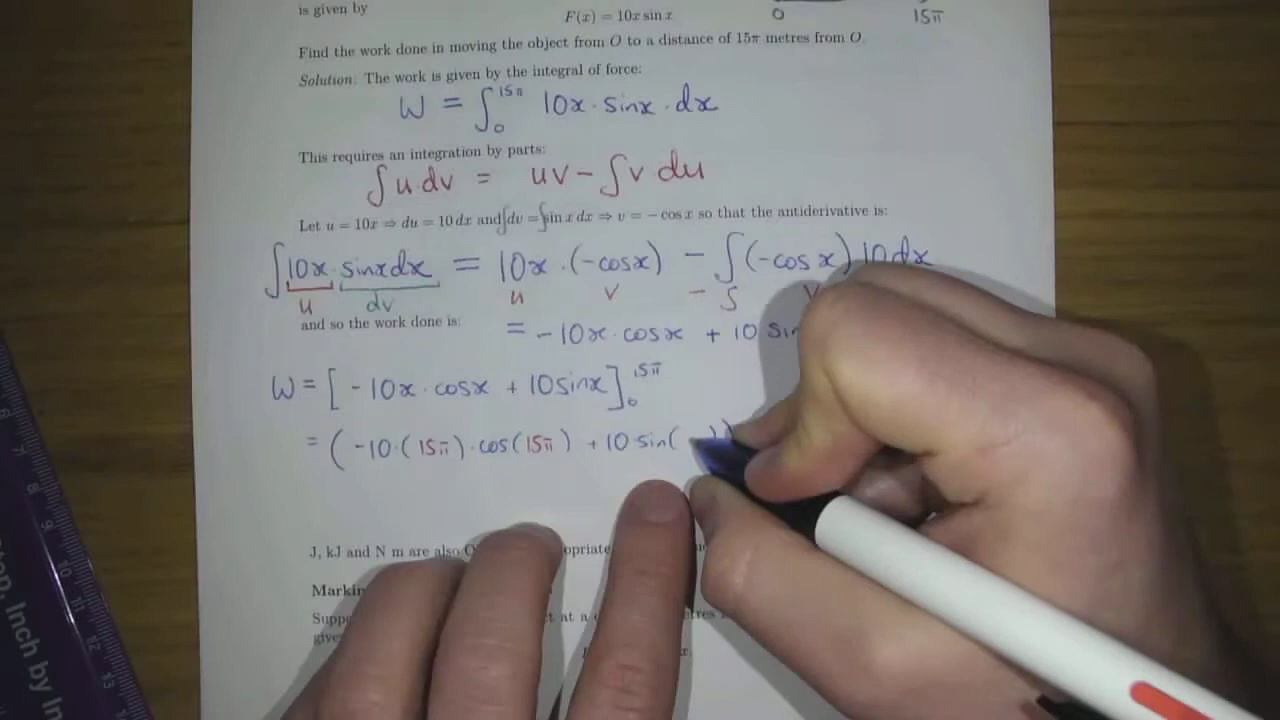 is given by
F(x) = 10x sin x
0 15π
Find the work done in moving the object from O to a distance of 15π metres from O.
Solution: The work is given by the integral of force:
W = ∫₀^15π 10x · sinx · dx
This requires an integration by parts:
∫u·dv = uv − ∫v du
Let u = 10x ⇒ du = 10 dx and ∫dv = ∫sin x dx ⇒ v = − cos x so that the antiderivative is:
∫10x · sinxdx = 10x · (−cosx) − ∫(−cosx) 10dx
u dv u v − ∫ v
and so the work done is: = −10x · cosx + 10 sin
W = [ −10x · cosx + 10sinx ]₀^15π
= ( −10·(15π) · cos(15π) + 10·sin( ))
J, kJ and N m are also
Suppo